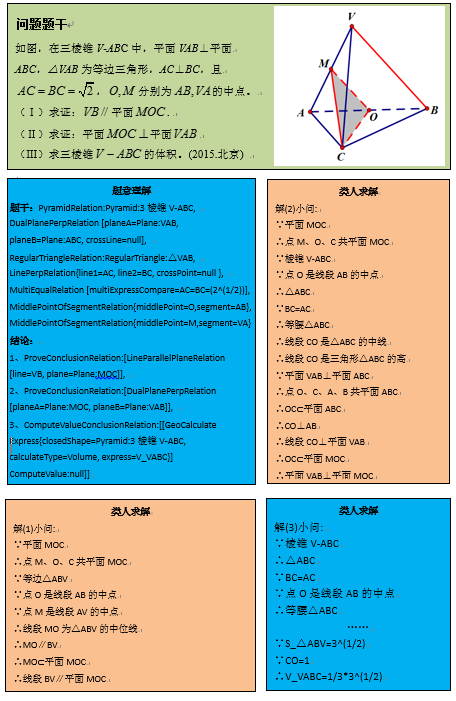 问题题干
如图，在三棱锥 V-ABC 中，平面 VAB⊥平面
ABC，△VAB 为等边三角形，AC⊥BC，且
AC = BC = √2，O, M 分别为 AB, VA 的中点。
（Ⅰ）求证：VB // 平面 MOC．
（Ⅱ）求证：平面 MOC ⊥ 平面 VAB
（III）求三棱锥 V − ABC 的体积．(2015.北京)
V
M
A
O
B
C
题意理解
题干：PyramidRelation:Pyramid:3 棱锥 V-ABC,
DualPlanePerpRelation [planeA=Plane:VAB,
planeB=Plane:ABC, crossLine=null],
RegularTriangleRelation:RegularTriangle:△VAB,
LinePerpRelation{line1=AC, line2=BC, crossPoint=null },
MultiEqualRelation [multiExpressCompare=AC=BC=(2^(1/2))],
MiddlePointOfSegmentRelation{middlePoint=O,segment=AB},
MiddlePointOfSegmentRelation{middlePoint=M,segment=VA}
结论：
1、ProveConclusionRelation:[LineParallelPlaneRelation
[line=VB, plane=Plane:MOC]],
2、ProveConclusionRelation:[DualPlanePerpRelation
[planeA=Plane:MOC, planeB=Plane:VAB]],
3、ComputeValueConclusionRelation:[[GeoCalculate
Express{closedShape=Pyramid:3 棱锥 V-ABC,
calculateType=Volume, express=V_VABC}]
ComputeValue:null]]
类人求解
解(2)小问:
∵平面 MOC
∴点 M、O、C 共平面 MOC
∵棱锥 V-ABC
∵点 O 是线段 AB 的中点
∴△ABC
∵BC=AC
∴等腰△ABC
∴线段 CO 是△ABC 的中线
∴线段 CO 是三角形△ABC 的高
∵平面 VAB⊥平面 ABC
∴点 O、C、A、B 共平面 ABC
∴OC⊂平面 ABC
∴CO⊥AB
∴线段 CO⊥平面 VAB
∴OC⊂平面 MOC
∴平面 VAB⊥平面 MOC
类人求解
解(1)小问:
∵平面 MOC
∴点 M、O、C 共平面 MOC
∵等边△ABV
∵点 O 是线段 AB 的中点
∵点 M 是线段 AV 的中点
∴线段 MO 为△ABV 的中位线
∴MO∥BV
∴MO⊂平面 MOC
∴线段 BV∥平面 MOC
类人求解
解(3)小问:
∵棱锥 V-ABC
∴△ABC
∵BC=AC
∵点 O 是线段 AB 的中点
∴等腰△ABC
……
∵S_△ABV=3^(1/2)
∵CO=1
∴V_VABC=1/3*3^(1/2)